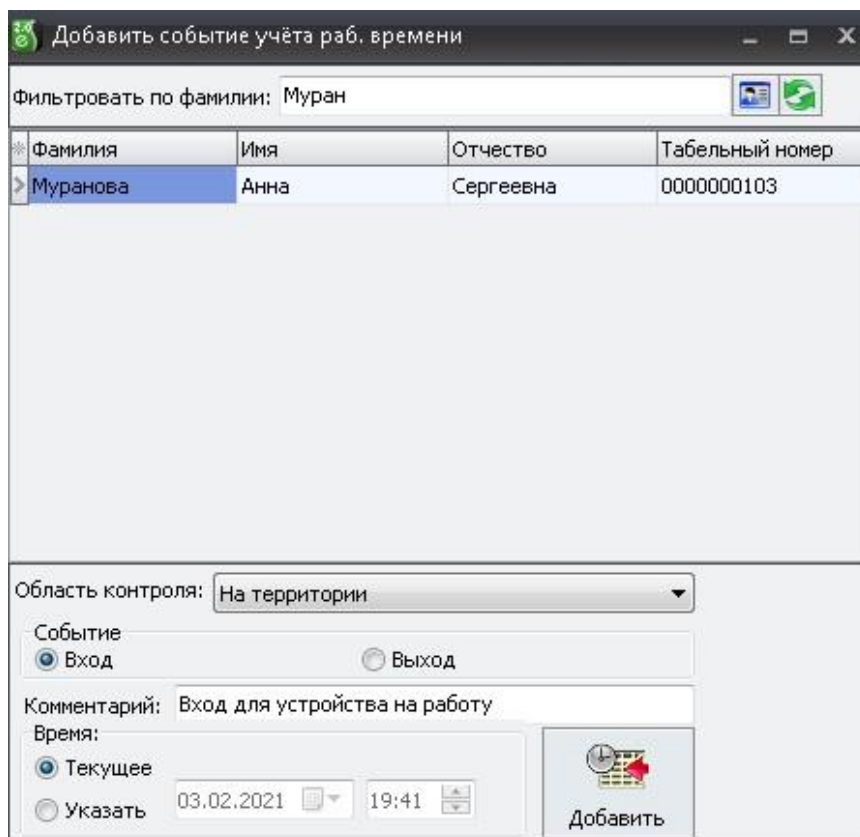 Добавить событие учёта раб. времени
Фильтровать по фамилии: Муран
Фамилия Имя Отчество Табельный номер
Муранова Анна Сергеевна 0000000103
Область контроля: На территории
Событие
Вход Выход
Комментарий: Вход для устройства на работу
Время:
Текущее
Указать 03.02.2021 19:41
Добавить